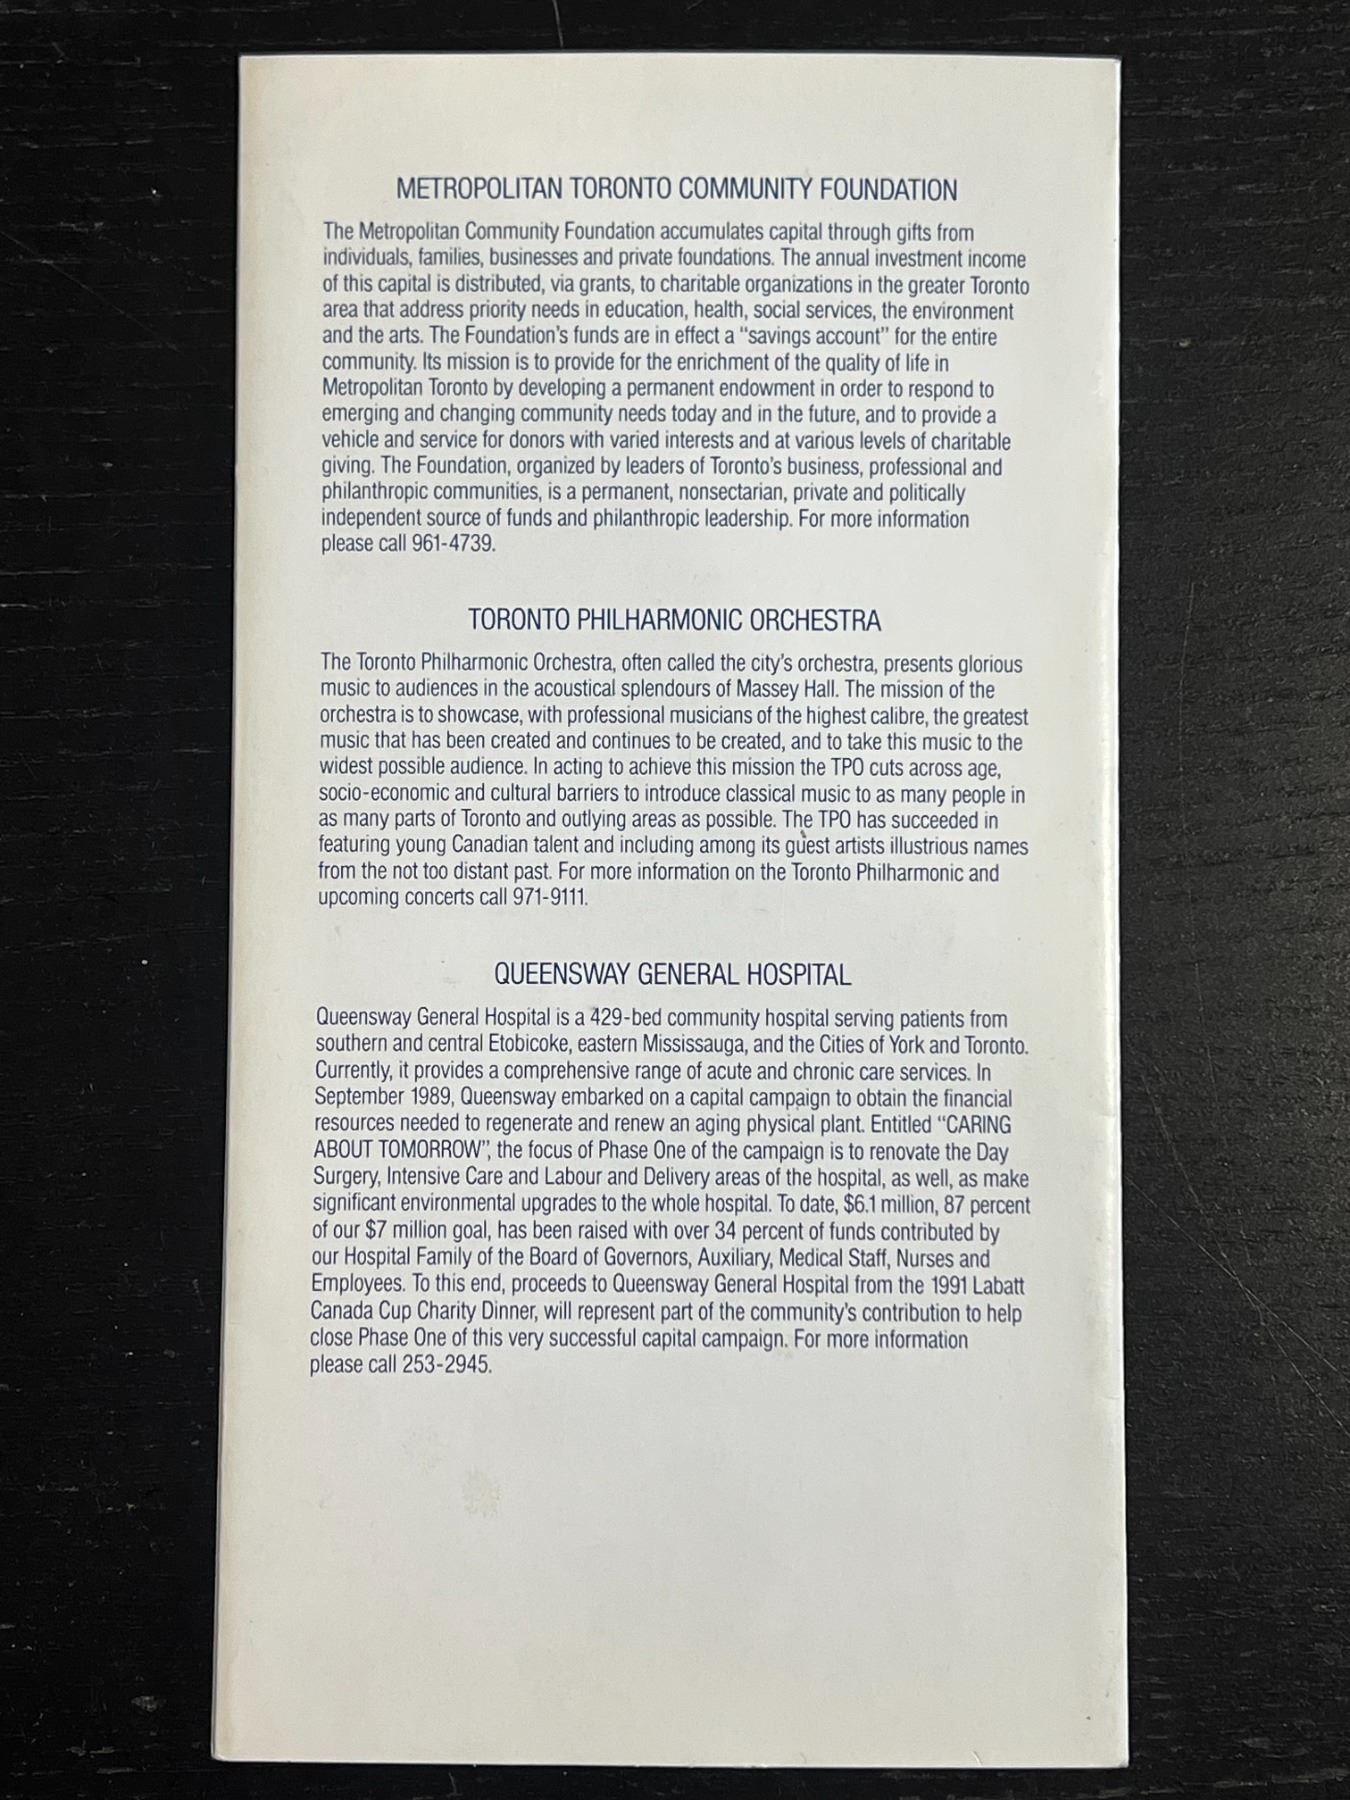 METROPOLITAN TORONTO COMMUNITY FOUNDATION
The Metropolitan Community Foundation accumulates capital through gifts from
individuals, families, businesses and private foundations. The annual investment income
of this capital is distributed, via grants, to charitable organizations in the greater Toronto
area that address priority needs in education, health, social services, the environment
and the arts. The Foundation's funds are in effect a "savings account" for the entire
community. Its mission is to provide for the enrichment of the quality of life in
Metropolitan Toronto by developing a permanent endowment in order to respond to
emerging and changing community needs today and in the future, and to provide a
vehicle and service for donors with varied interests and at various levels of charitable
giving. The Foundation, organized by leaders of Toronto's business, professional and
philanthropic communities, is a permanent, nonsectarian, private and politically
independent source of funds and philanthropic leadership. For more information
please call 961-4739.
TORONTO PHILHARMONIC ORCHESTRA
The Toronto Philharmonic Orchestra, often called the city's orchestra, presents glorious
music to audiences in the acoustical splendours of Massey Hall. The mission of the
orchestra is to showcase, with professional musicians of the highest calibre, the greatest
music that has been created and continues to be created, and to take this music to the
widest possible audience. In acting to achieve this mission the TPO cuts across age,
socio-economic and cultural barriers to introduce classical music to as many people in
as many parts of Toronto and outlying areas as possible. The TPO has succeeded in
featuring young Canadian talent and including among its guest artists illustrious names
from the not too distant past. For more information on the Toronto Philharmonic and
upcoming concerts call 971-9111.
QUEENSWAY GENERAL HOSPITAL
Queensway General Hospital is a 429-bed community hospital serving patients from
southern and central Etobicoke, eastern Mississauga, and the Cities of York and Toronto.
Currently, it provides a comprehensive range of acute and chronic care services. In
September 1989, Queensway embarked on a capital campaign to obtain the financial
resources needed to regenerate and renew an aging physical plant. Entitled "CARING
ABOUT TOMORROW", the focus of Phase One of the campaign is to renovate the Day
Surgery, Intensive Care and Labour and Delivery areas of the hospital, as well, as make
significant environmental upgrades to the whole hospital. To date, $6.1 million, 87 percent
of our $7 million goal, has been raised with over 34 percent of funds contributed by
our Hospital Family of the Board of Governors, Auxiliary, Medical Staff, Nurses and
Employees. To this end, proceeds to Queensway General Hospital from the 1991 Labatt
Canada Cup Charity Dinner, will represent part of the community's contribution to help
close Phase One of this very successful capital campaign. For more information
please call 253-2945.